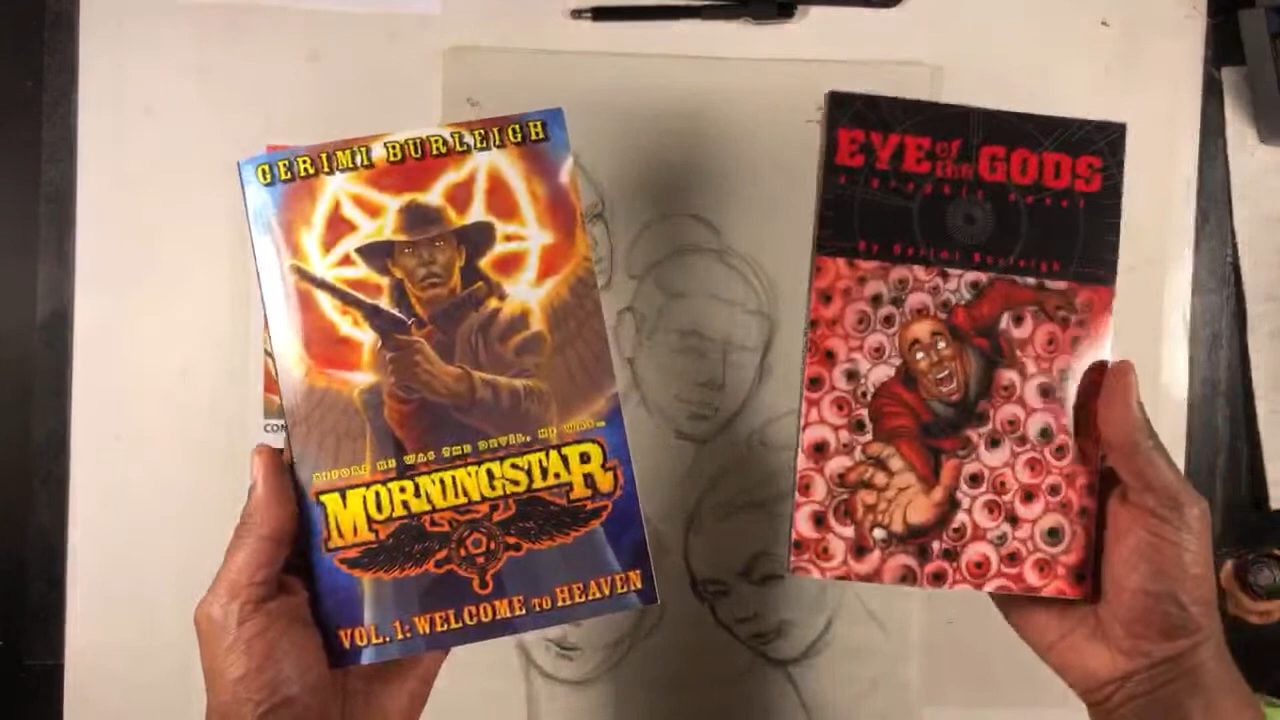 GERIMI BURLEIGH
BEFORE HE WAS THE DEVIL, HE WAS...
MORNINGSTAR
VOL. 1: WELCOME TO HEAVEN
CON
EYE of the GODS
a graphic novel
By Gerimi Burleigh